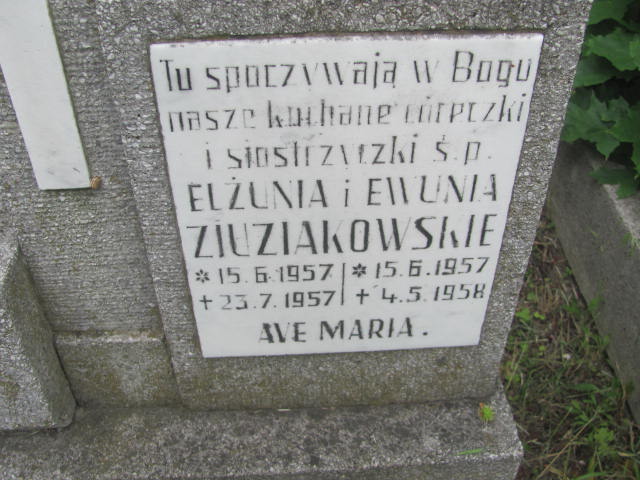 Tu spoczywają w Bogu
nasze kochane córeczki
i siostrzyczki ś.p.
ELŻUNIA i EWUNIA
ZIUZIAKOWSKIE
* 15.6.1957 | * 15.6.1957
+ 23.7.1957 | + 4.5.1958
AVE MARIA.